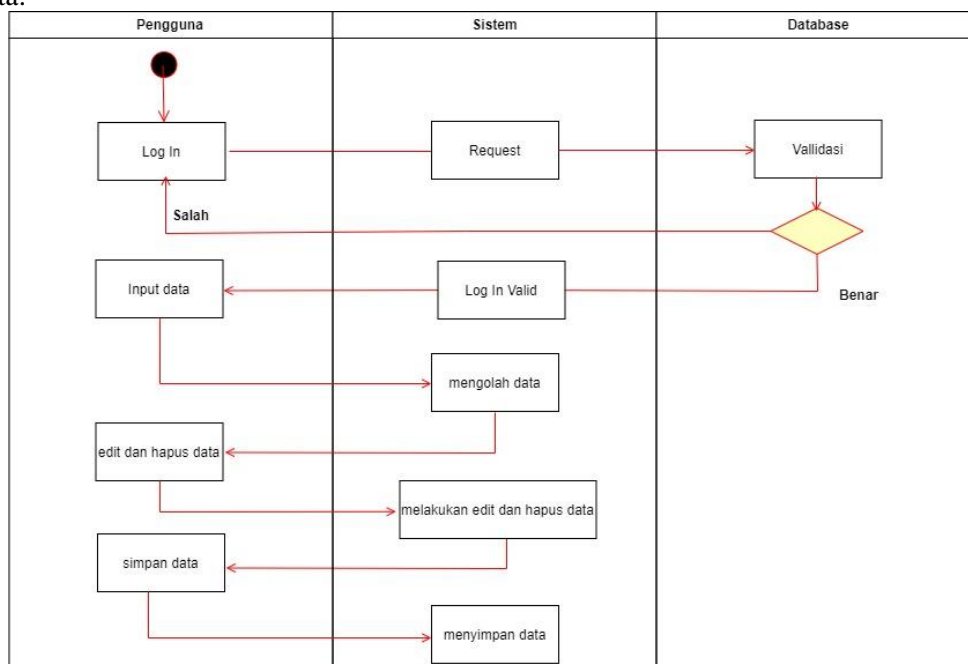 ta.
Pengguna
Sistem
Database
Log In
Request
Vallidasi
Salah
Input data
Log In Valid
Benar
mengolah data
edit dan hapus data
melakukan edit dan hapus data
simpan data
menyimpan data